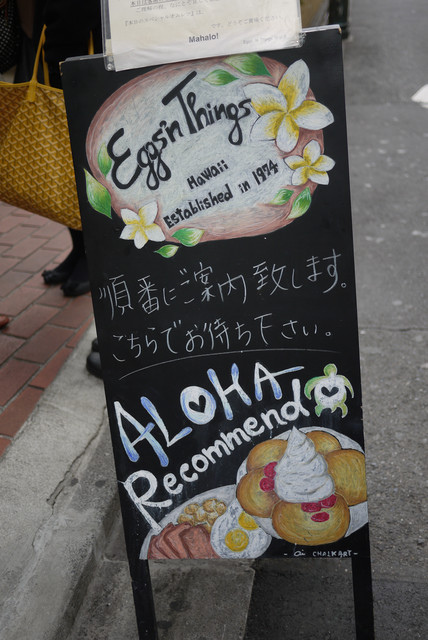 Mahalo!
Eggs'n Things
Hawaii
Established in 1974
順番にご案内致します。
こちらでお待ち下さい。
ALOHA
Recommend
CHALKART